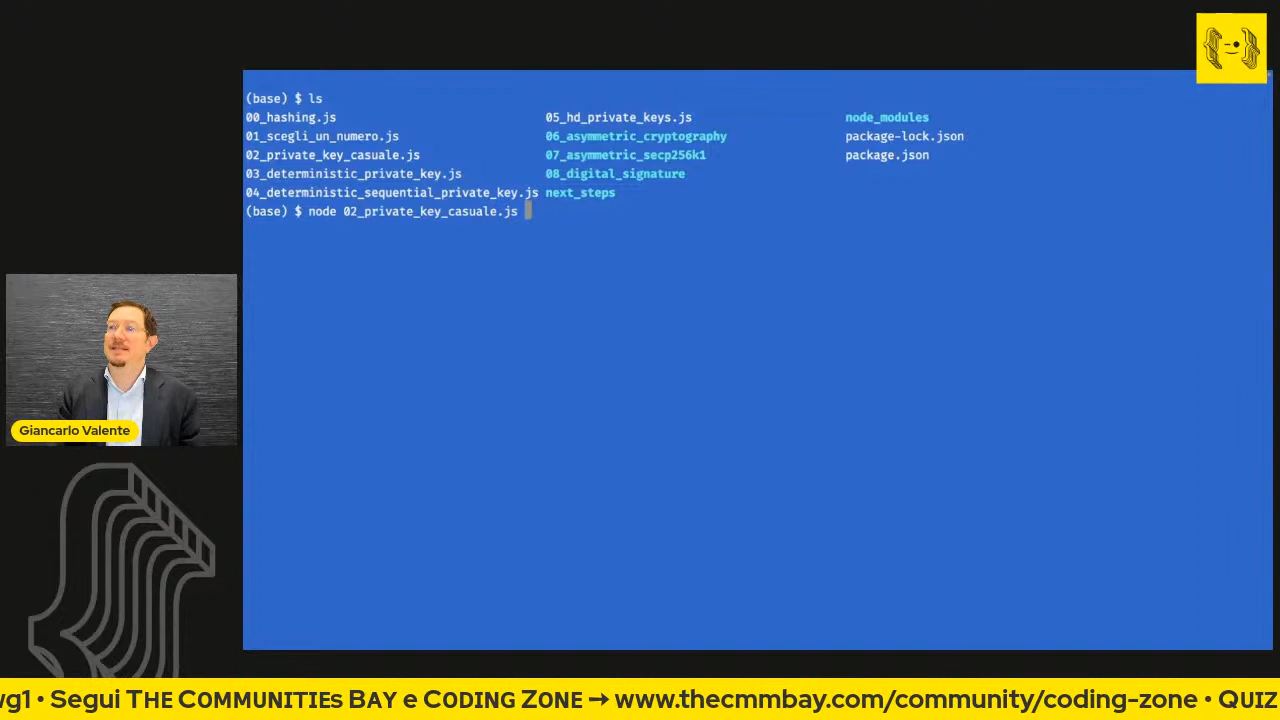 (base) $ ls
00_hashing.js 05_hd_private_keys.js node_modules
01_scegli_un_numero.js 06_asymmetric_cryptography package-lock.json
02_private_key_casuale.js 07_asymmetric_secp256k1 package.json
03_deterministic_private_key.js 08_digital_signature
04_deterministic_sequential_private_key.js next_steps
(base) $ node 02_private_key_casuale.js
Giancarlo Valente
g1 • Segui THE COMMUNITIEs BAY e CODING ZONE → www.thecmmbay.com/community/coding-zone • QUIZ